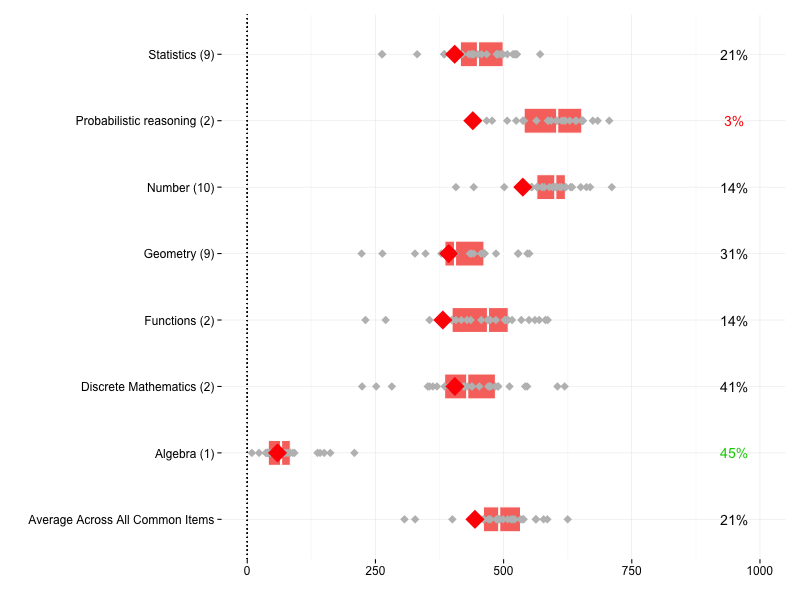 Statistics (9) 21%
Probabilistic reasoning (2) 3%
Number (10) 14%
Geometry (9) 31%
Functions (2) 14%
Discrete Mathematics (2) 41%
Algebra (1) 45%
Average Across All Common Items 21%
0 250 500 750 1000